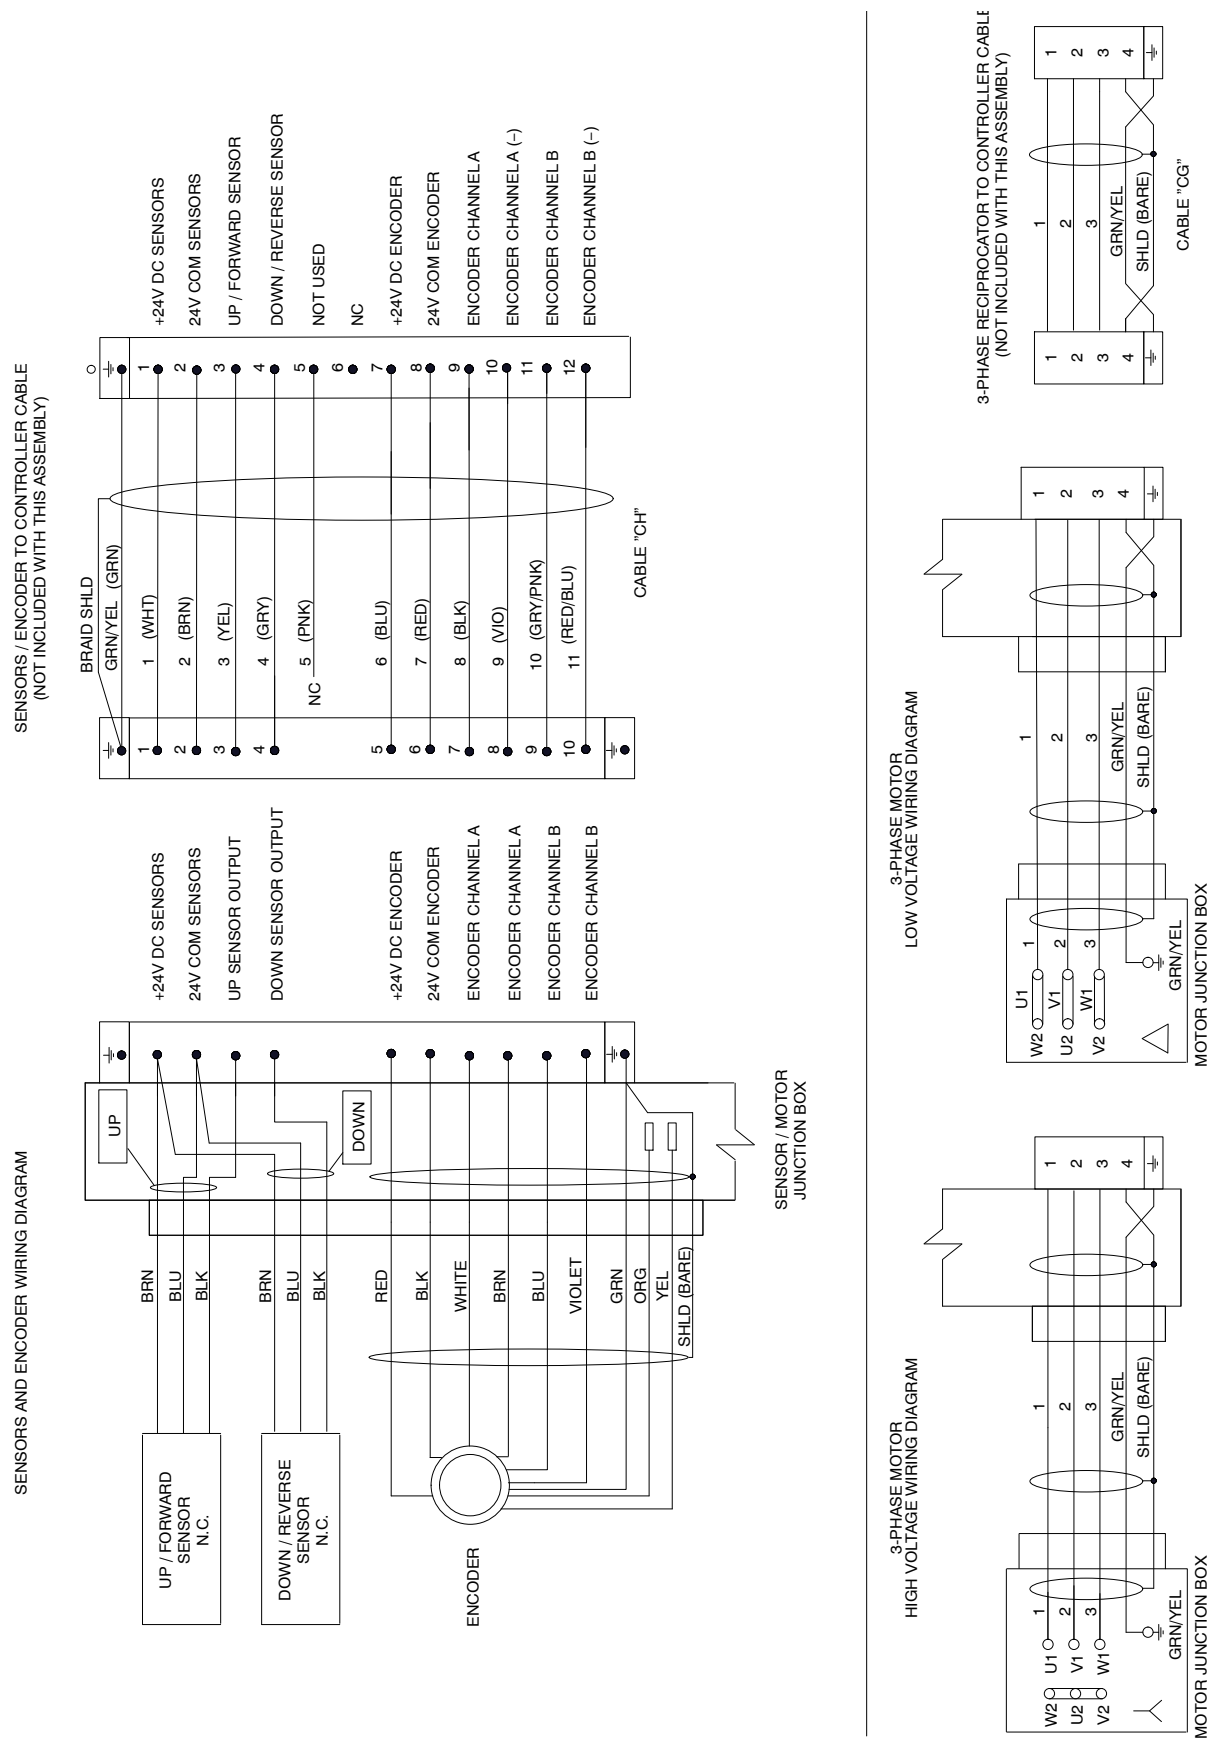 SENSORS AND ENCODER WIRING DIAGRAM
UP / FORWARD
SENSOR
N.C.
DOWN / REVERSE
SENSOR
N.C.
ENCODER
BRN
BLU
BLK
BRN
BLU
BLK
RED
BLK
WHITE
BRN
BLU
VIOLET
GRN
ORG
YEL
SHLD (BARE)
UP
DOWN
SENSOR / MOTOR
JUNCTION BOX
+24V DC SENSORS
24V COM SENSORS
UP SENSOR OUTPUT
DOWN SENSOR OUTPUT
+24V DC ENCODER
24V COM ENCODER
ENCODER CHANNEL A
ENCODER CHANNEL A
ENCODER CHANNEL B
ENCODER CHANNEL B
SENSORS / ENCODER TO CONTROLLER CABLE
(NOT INCLUDED WITH THIS ASSEMBLY)
1
2
3
4
5
6
7
8
9
10
BRAID SHLD
GRN/YEL (GRN)
1 (WHT)
2 (BRN)
3 (YEL)
4 (GRY)
NC 5 (PNK)
6 (BLU)
7 (RED)
8 (BLK)
9 (VIO)
10 (GRY/PNK)
11 (RED/BLU)
CABLE "CH"
1
2
3
4
5
6
7
8
9
10
11
12
+24V DC SENSORS
24V COM SENSORS
UP / FORWARD SENSOR
DOWN / REVERSE SENSOR
NOT USED
NC
+24V DC ENCODER
24V COM ENCODER
ENCODER CHANNEL A
ENCODER CHANNEL A (−)
ENCODER CHANNEL B
ENCODER CHANNEL B (−)
3-PHASE MOTOR
HIGH VOLTAGE WIRING DIAGRAM
W2 U1 1
U2 V1 2
V2 W1 3
GRN/YEL
MOTOR JUNCTION BOX
1
2
3
GRN/YEL
SHLD (BARE)
1
2
3
4
3-PHASE MOTOR
LOW VOLTAGE WIRING DIAGRAM
W2 U1 1
U2 V1 2
V2 W1 3
GRN/YEL
MOTOR JUNCTION BOX
1
2
3
GRN/YEL
SHLD (BARE)
1
2
3
4
3-PHASE RECIPROCATOR TO CONTROLLER CABLE
(NOT INCLUDED WITH THIS ASSEMBLY)
1
2
3
4
1
2
3
GRN/YEL
SHLD (BARE)
CABLE "CG"
1
2
3
4